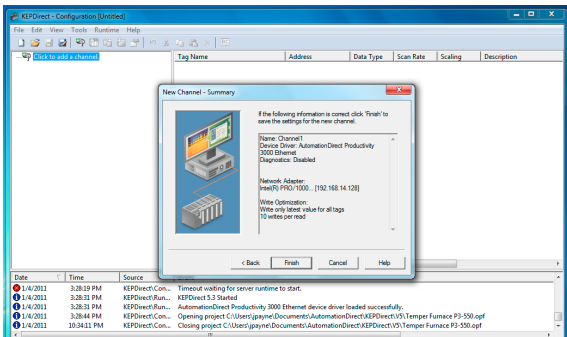 KEPDirect - Configuration [Untitled]
File Edit View Tools Runtime Help
Click to add a channel.
Tag Name Address Data Type Scan Rate Scaling Description
New Channel - Summary
If the following information is correct click 'Finish' to
save the settings for the new channel.
Name: Channel1
Device Driver: AutomationDirect Productivity
3000 Ethernet
Diagnostics: Disabled
Network Adapter:
Intel(R) PRO/1000... [192.168.14.128]
Write Optimization:
Write only latest value for all tags
10 writes per read
< Back Finish Cancel Help
Date Time Source
1/4/2011 3:28:19 PM KEPDirect\Con... Timeout waiting for server runtime to start.
1/4/2011 3:28:31 PM KEPDirect\Run... KEPDirect 5.3 Started
1/4/2011 3:28:31 PM KEPDirect\Run... AutomationDirect Productivity 3000 Ethernet device driver loaded successfully.
1/4/2011 3:28:44 PM KEPDirect\Con... Opening project C:\Users\jpayne\Documents\AutomationDirect\KEPDirect\V5\Temper Furnace P3-550.opf
1/4/2011 10:34:11 PM KEPDirect\Con... Closing project C:\Users\jpayne\Documents\AutomationDirect\KEPDirect\V5\Temper Furnace P3-550.opf